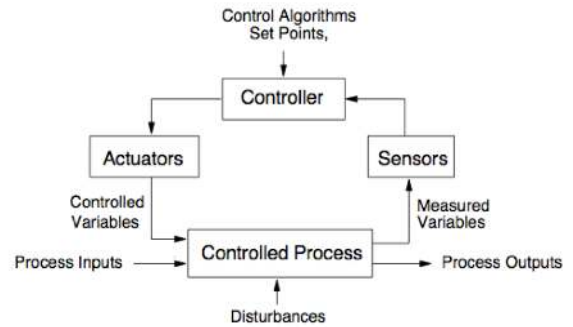 Control Algorithms
Set Points,
Controller
Actuators
Sensors
Controlled
Variables
Measured
Variables
Controlled Process
Process Inputs
Process Outputs
Disturbances